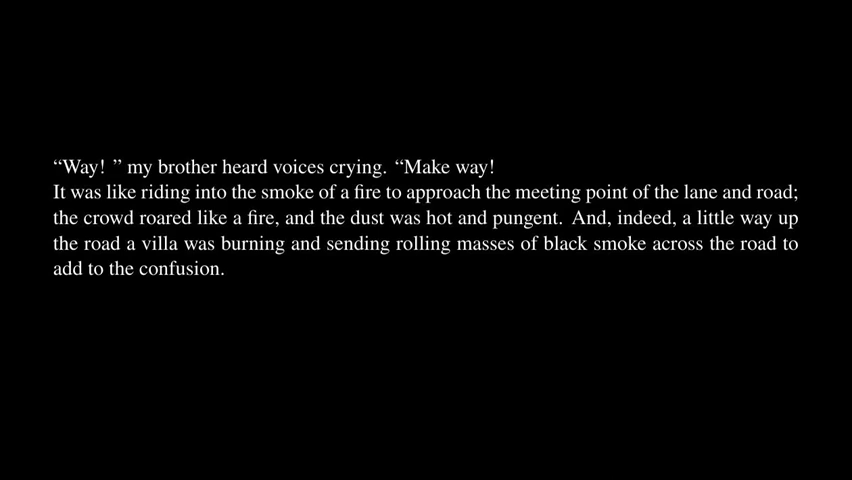 “Way! ” my brother heard voices crying. “Make way!
It was like riding into the smoke of a fire to approach the meeting point of the lane and road;
the crowd roared like a fire, and the dust was hot and pungent. And, indeed, a little way up
the road a villa was burning and sending rolling masses of black smoke across the road to
add to the confusion.